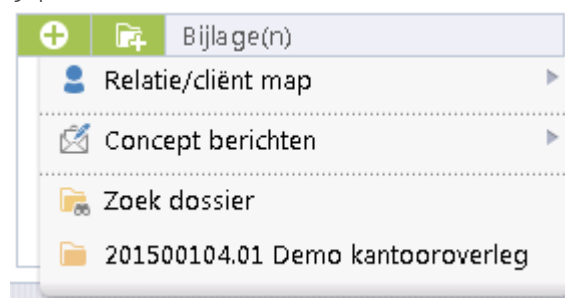 Bijlage(n)
Relatie/cliënt map
Concept berichten
Zoek dossier
201500104.01 Demo kantooroverleg